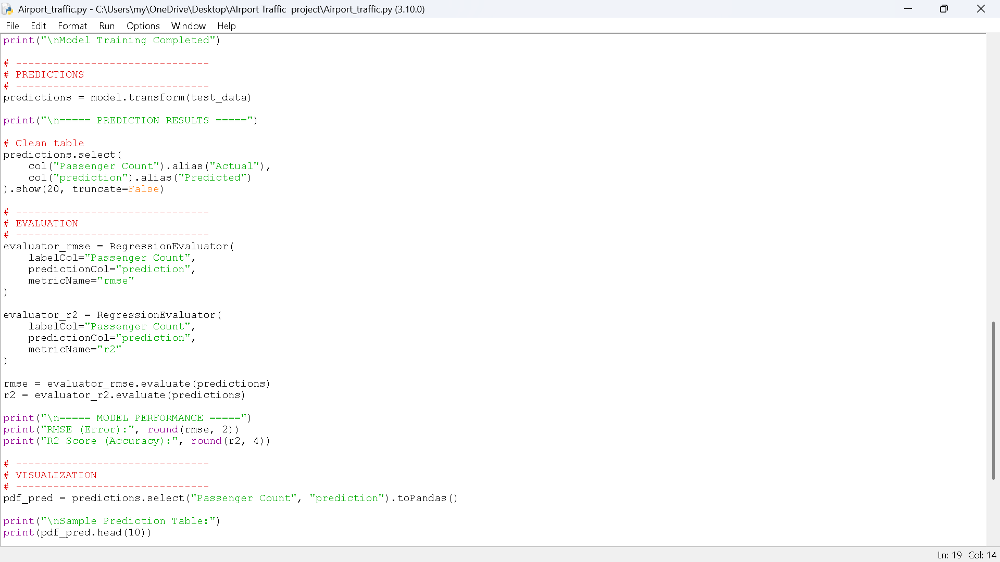 Airport_traffic.py - C:\Users\my\OneDrive\Desktop\AIrport Traffic  project\Airport_traffic.py (3.10.0)
File Edit Format Run Options Window Help
print("\nModel Training Completed")
# -------------------------------
# PREDICTIONS
# -------------------------------
predictions = model.transform(test_data)
print("\n===== PREDICTION RESULTS =====")
# Clean table
predictions.select(
    col("Passenger Count").alias("Actual"),
    col("prediction").alias("Predicted")
).show(20, truncate=False)
# -------------------------------
# EVALUATION
# -------------------------------
evaluator_rmse = RegressionEvaluator(
    labelCol="Passenger Count",
    predictionCol="prediction",
    metricName="rmse"
)
evaluator_r2 = RegressionEvaluator(
    labelCol="Passenger Count",
    predictionCol="prediction",
    metricName="r2"
)
rmse = evaluator_rmse.evaluate(predictions)
r2 = evaluator_r2.evaluate(predictions)
print("\n===== MODEL PERFORMANCE =====")
print("RMSE (Error):", round(rmse, 2))
print("R2 Score (Accuracy):", round(r2, 4))
# -------------------------------
# VISUALIZATION
# -------------------------------
pdf_pred = predictions.select("Passenger Count", "prediction").toPandas()
print("\nSample Prediction Table:")
print(pdf_pred.head(10))
Ln: 19 Col: 14